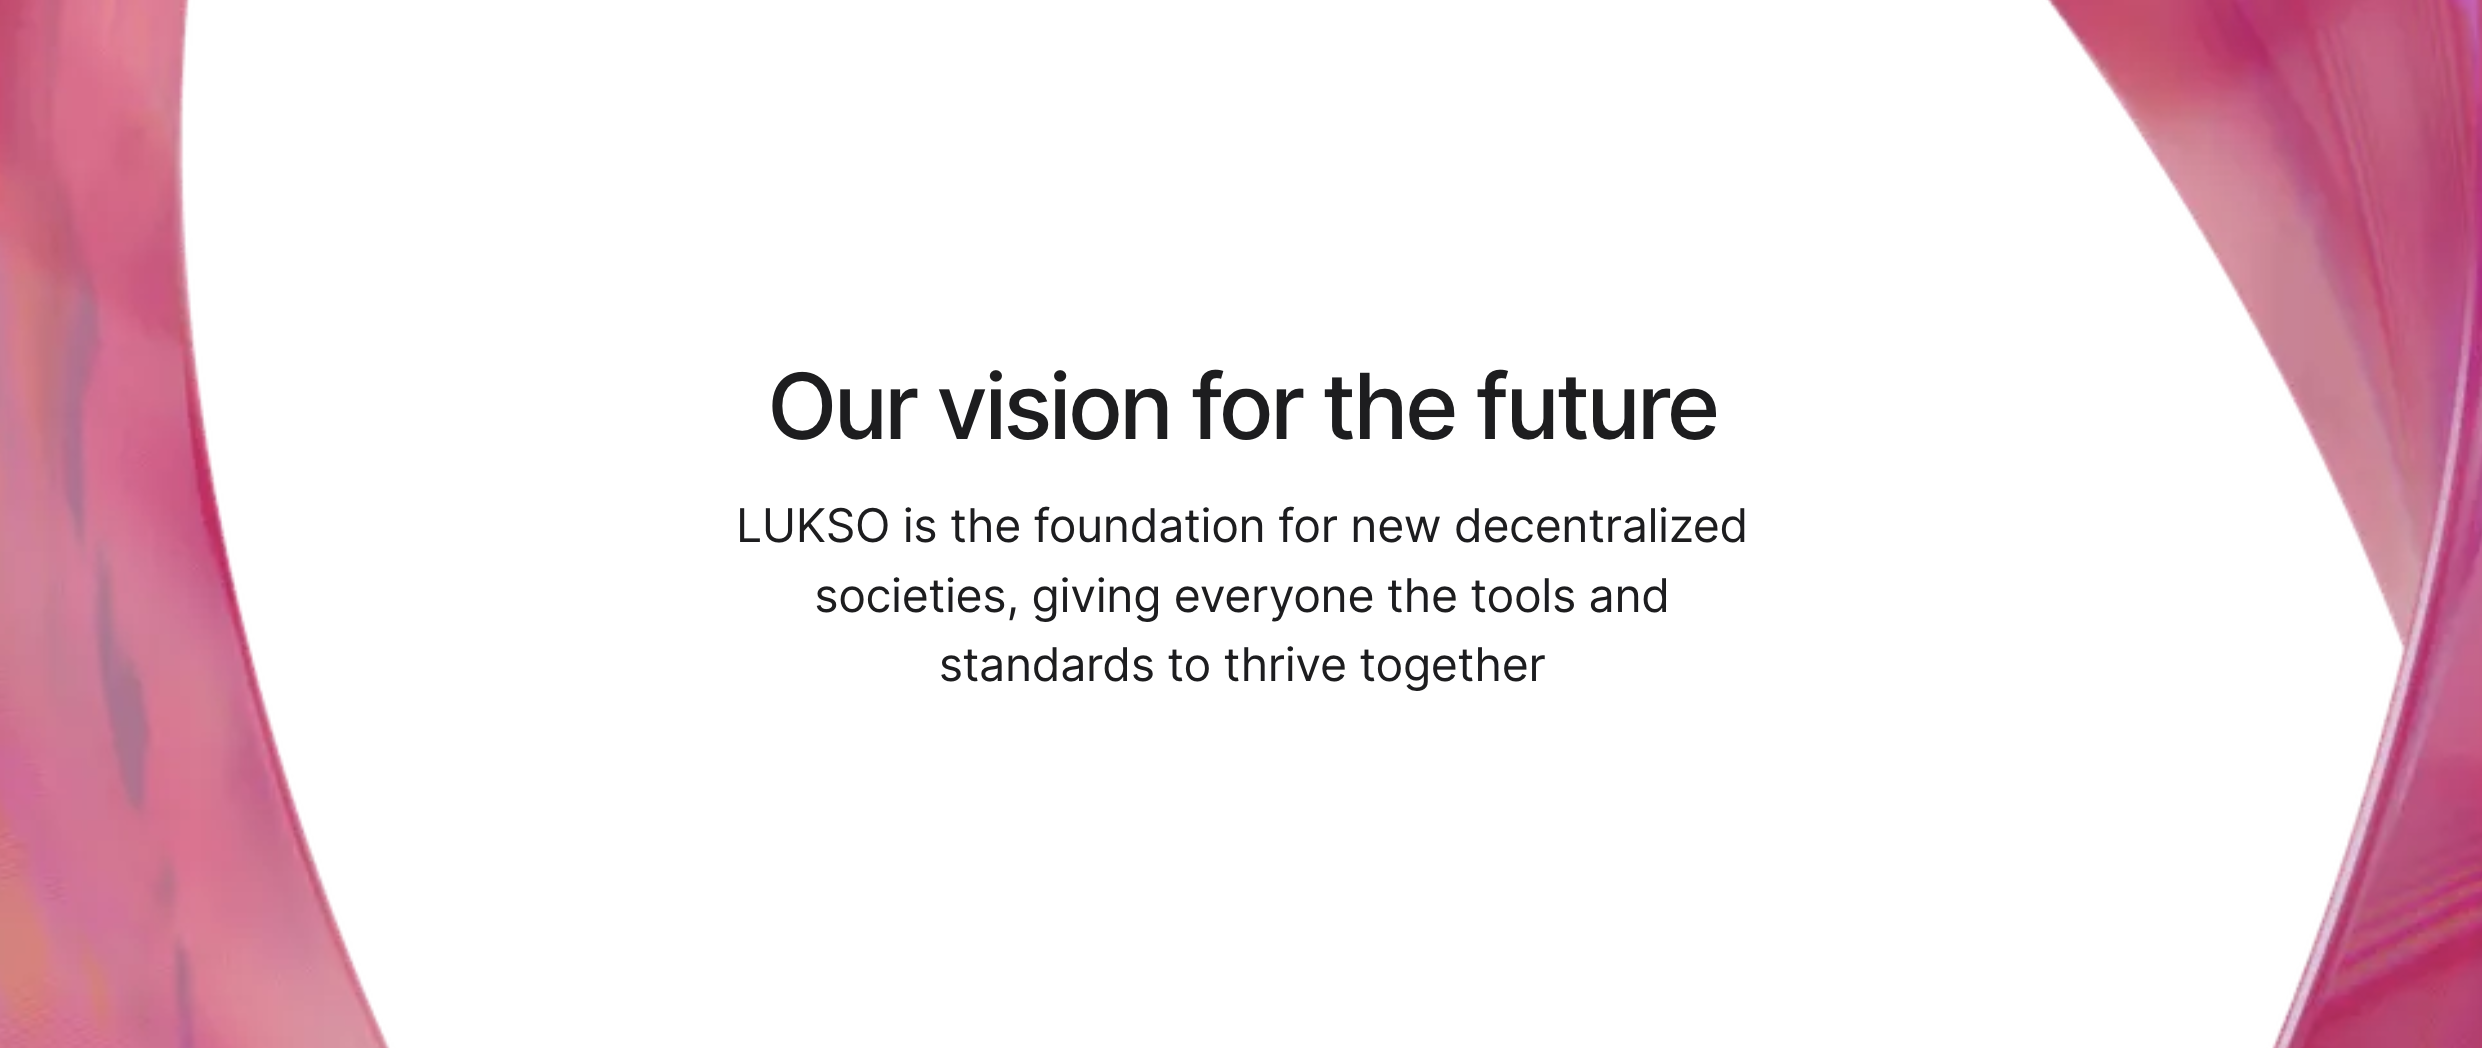 Our vision for the future
LUKSO is the foundation for new decentralized
societies, giving everyone the tools and
standards to thrive together